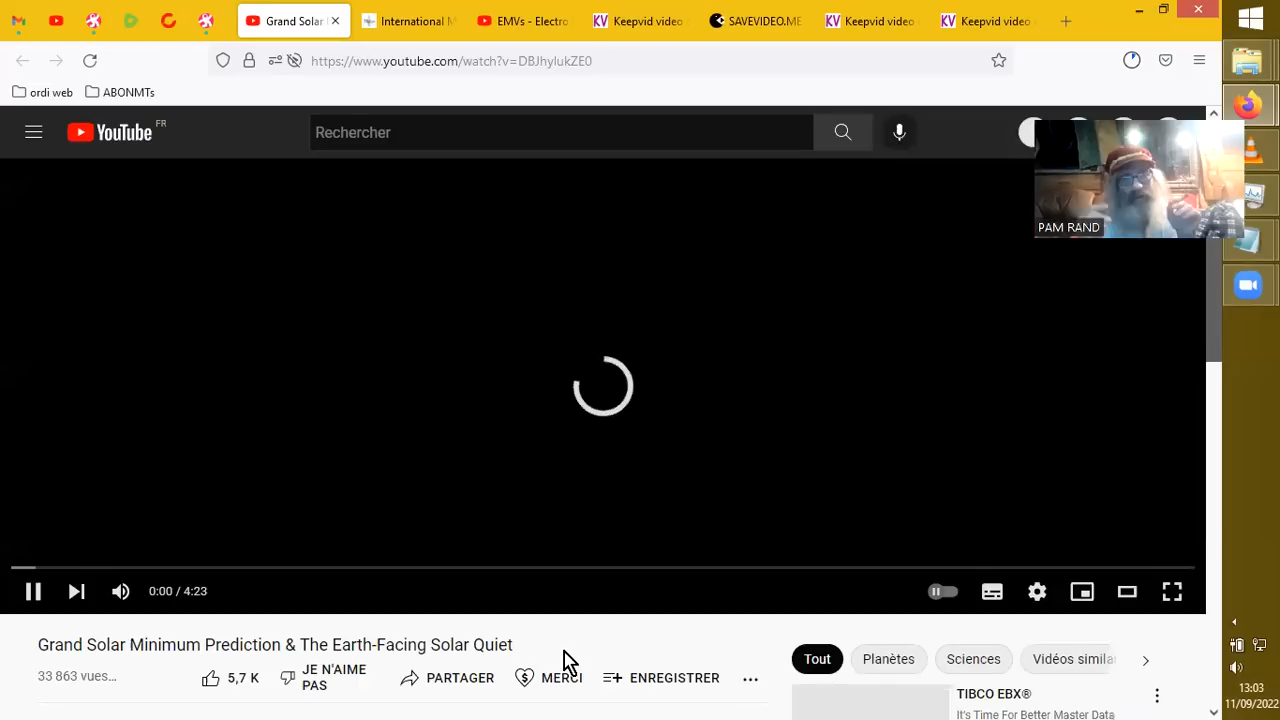 Grand Solar
International M
EMVs - Electro
Keepvid video
SAVEVIDEO.ME
Keepvid video
Keepvid video
https://www.youtube.com/watch?v=DBJhyIukZE0
ordi web
ABONMTs
YouTube FR
Rechercher
PAM RAND
0:00 / 4:23
Grand Solar Minimum Prediction & The Earth-Facing Solar Quiet
33 863 vues...
5,7 K
JE N'AIME
PAS
PARTAGER
MERCI
ENREGISTRER
Tout
Planètes
Sciences
Vidéos simila
TIBCO EBX®
It's Time For Better Master Data
13:03
11/09/2022